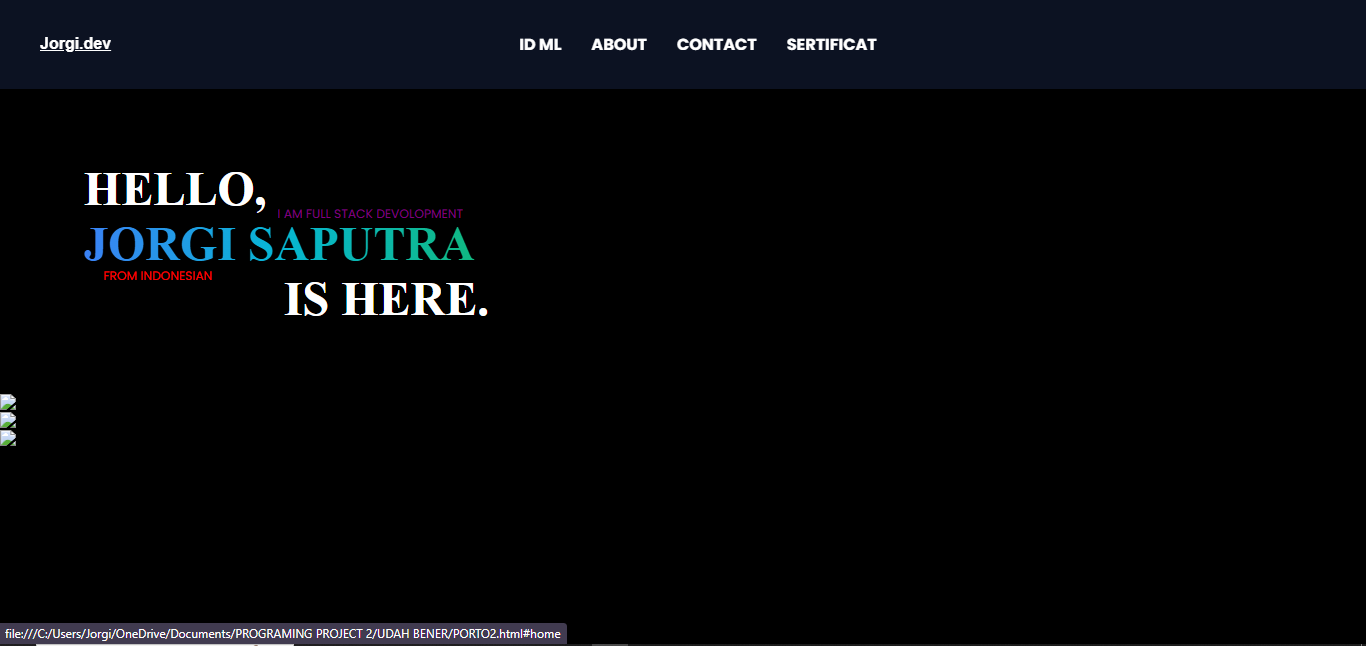 Jorgi.dev
ID ML ABOUT CONTACT SERTIFICAT
HELLO,
I AM FULL STACK DEVOLOPMENT
JORGI SAPUTRA
FROM INDONESIAN
IS HERE.
file:///C:/Users/Jorgi/OneDrive/Documents/PROGRAMING PROJECT 2/UDAH BENER/PORTO2.html#home